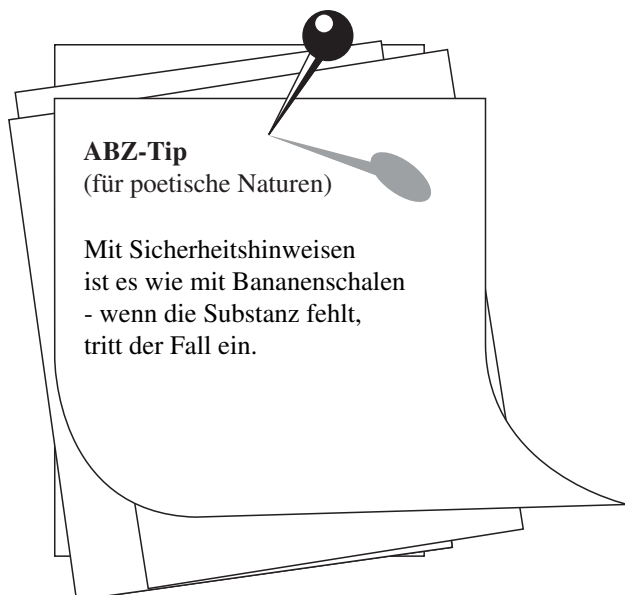 ABZ-Tip
(für poetische Naturen)
Mit Sicherheitshinweisen
ist es wie mit Bananenschalen
- wenn die Substanz fehlt,
tritt der Fall ein.